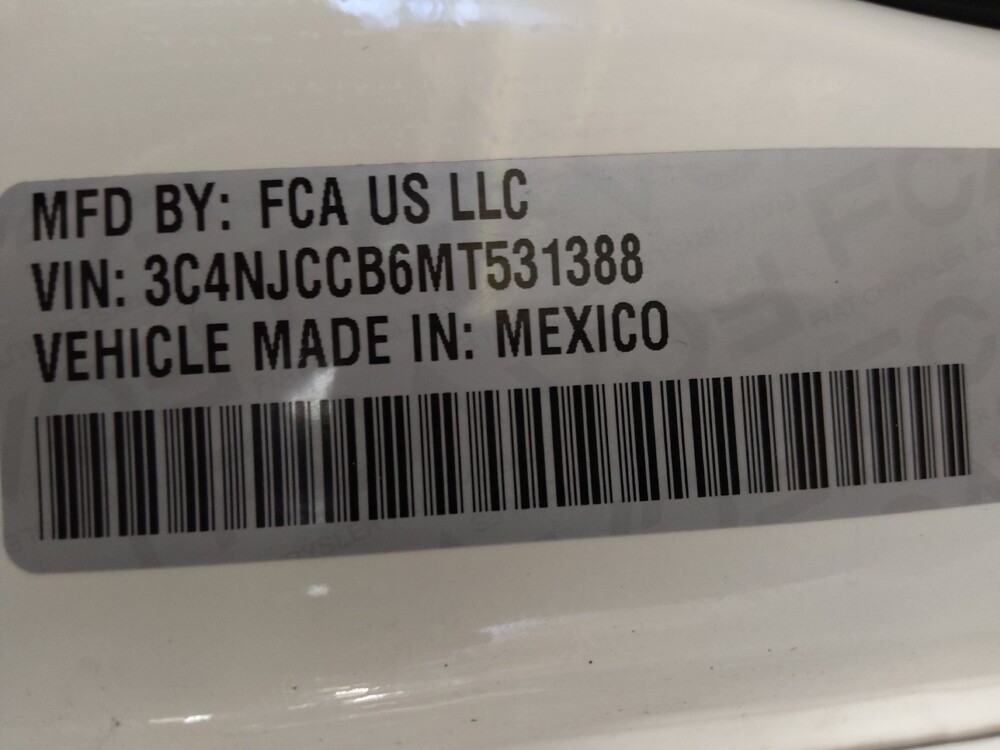 MFD BY: FCA US LLC
VIN: 3C4NJCCB6MT531388
VEHICLE MADE IN: MEXICO